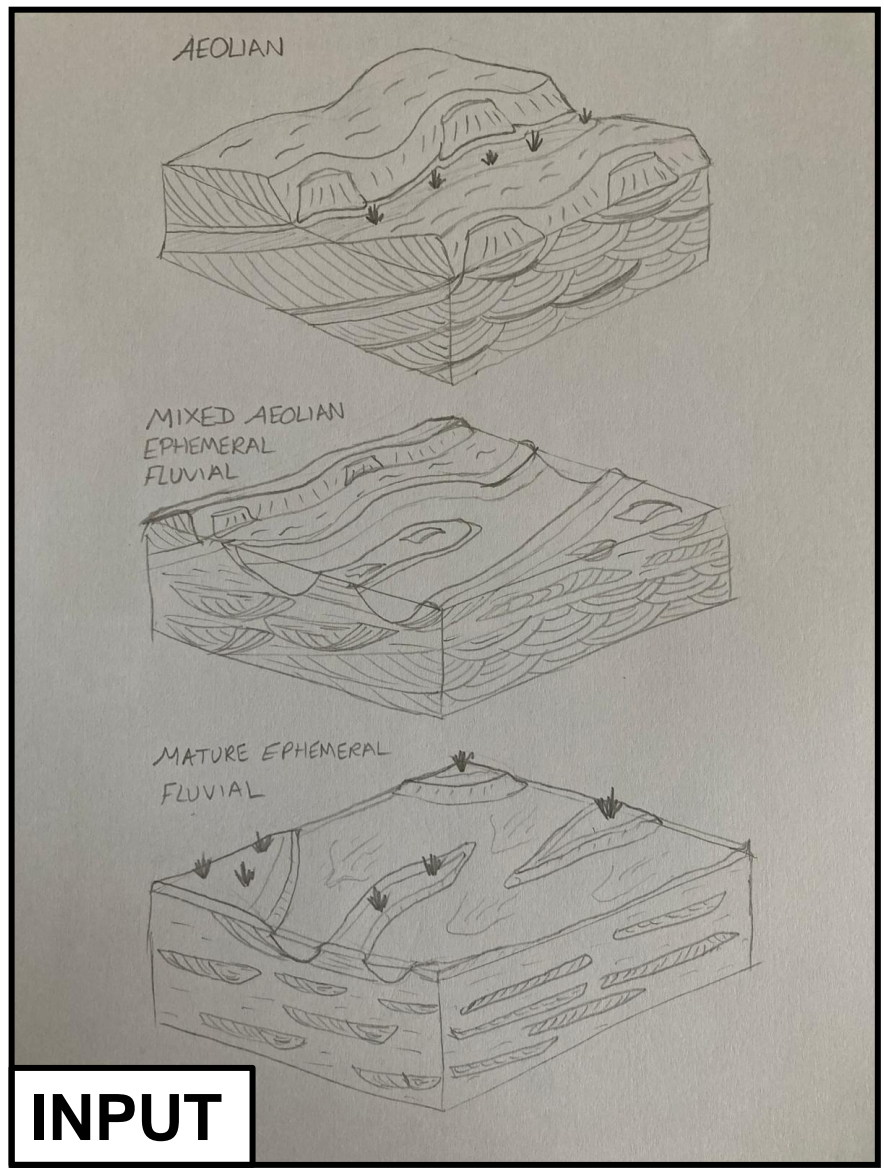 AEOLIAN
MIXED AEOLIAN
EPHEMERAL
FLUVIAL
MATURE EPHEMERAL
FLUVIAL
INPUT